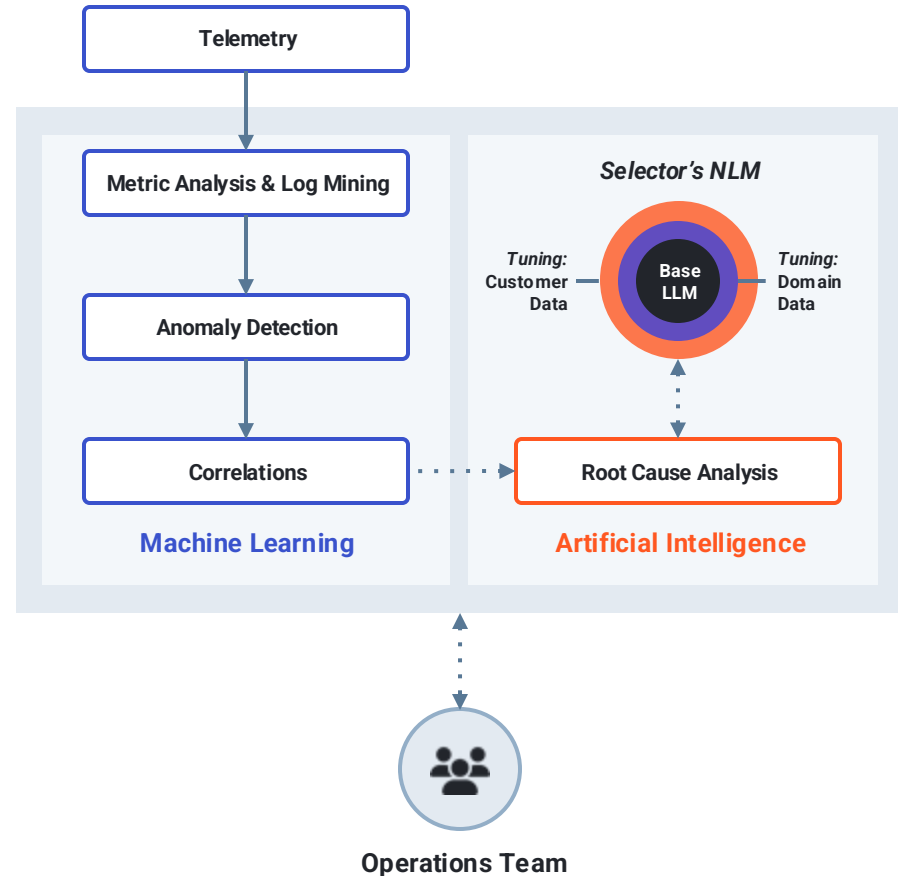 Telemetry
Metric Analysis & Log Mining
Anomaly Detection
Correlations
Machine Learning
Selector’s NLM
Tuning:
Customer
Data
Base
LLM
Tuning:
Domain
Data
Root Cause Analysis
Artificial Intelligence
Operations Team